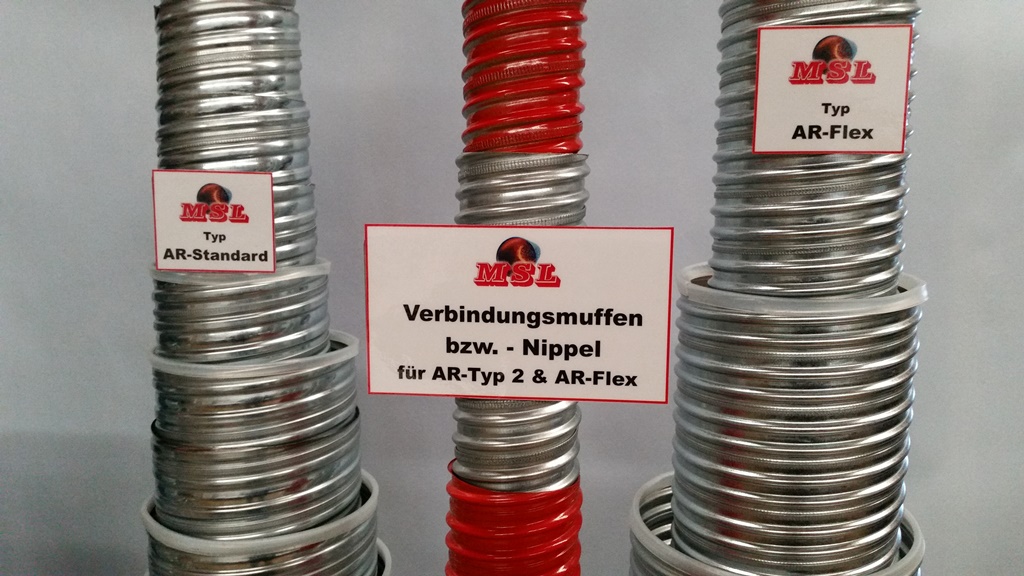 MSL
Typ
AR-Standard
MSL
Verbindungsmuffen
bzw. - Nippel
für AR-Typ 2 & AR-Flex
MSL
Typ
AR-Flex